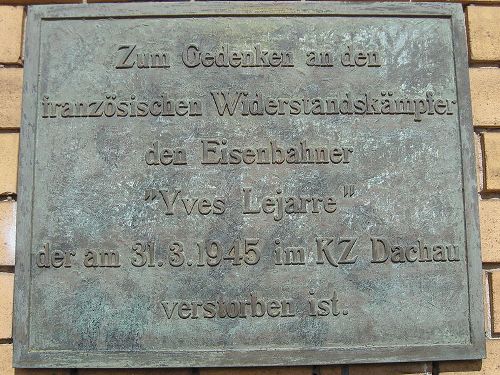 Zum Gedenken an den
französischen Widerstandskämpfer
den Eisenbahner
"Yves Lejarre"
der am 31.3.1945 im KZ Dachau
verstorben ist.